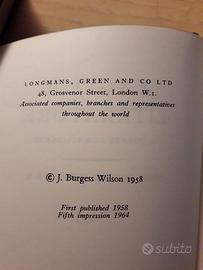 LONGMANS, GREEN AND CO LTD
48, Grosvenor Street, London W.1.
Associated companies, branches and representatives
throughout the world
© J. Burgess Wilson 1958
First published 1958
Fifth impression 1964
subito